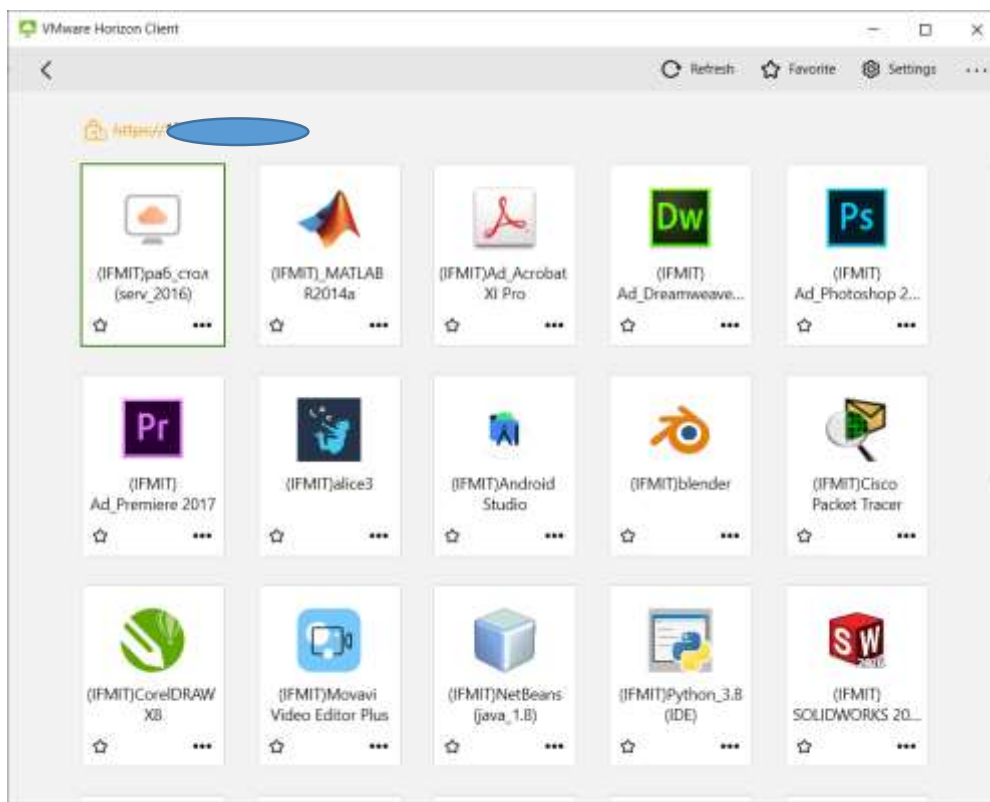 VMware Horizon Client
Refresh Favorite Settings
https://
(IFMIT)раб_стол
(serv_2016)
(IFMIT)_MATLAB
R2014a
(IFMIT)Ad_Acrobat
XI Pro
Dw
(IFMIT)
Ad_Dreamweave...
Ps
(IFMIT)
Ad_Photoshop 2...
Pr
(IFMIT)
Ad_Premiere 2017
(IFMIT)alice3
(IFMIT)Android
Studio
(IFMIT)blender
(IFMIT)Cisco
Packet Tracer
(IFMIT)CorelDRAW
X8
(IFMIT)Movavi
Video Editor Plus
(IFMIT)NetBeans
(java_1.8)
(IFMIT)Python_3.8
(IDE)
SW
(IFMIT)
SOLIDWORKS 20...